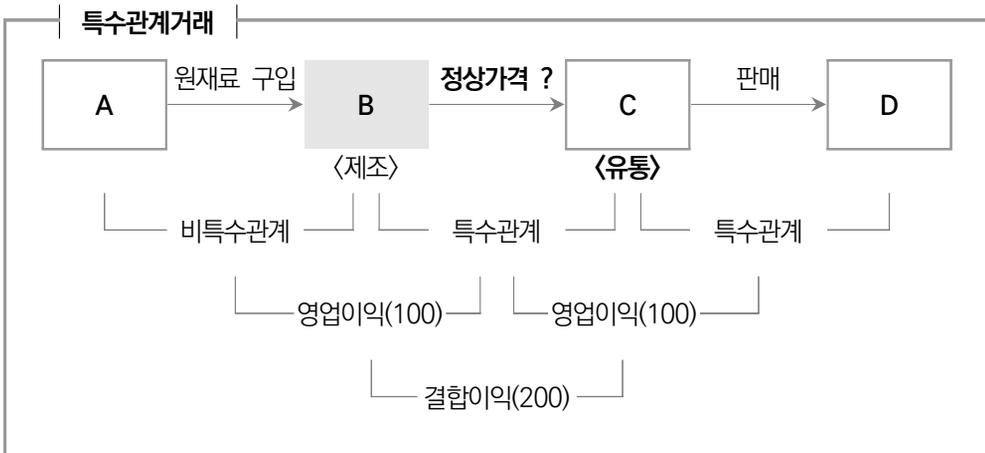 특수관계거래
원재료 구입 정상가격 ? 판매
A B C D
〈제조〉 〈유통〉
비특수관계 특수관계 특수관계
영업이익(100) 영업이익(100)
결합이익(200)